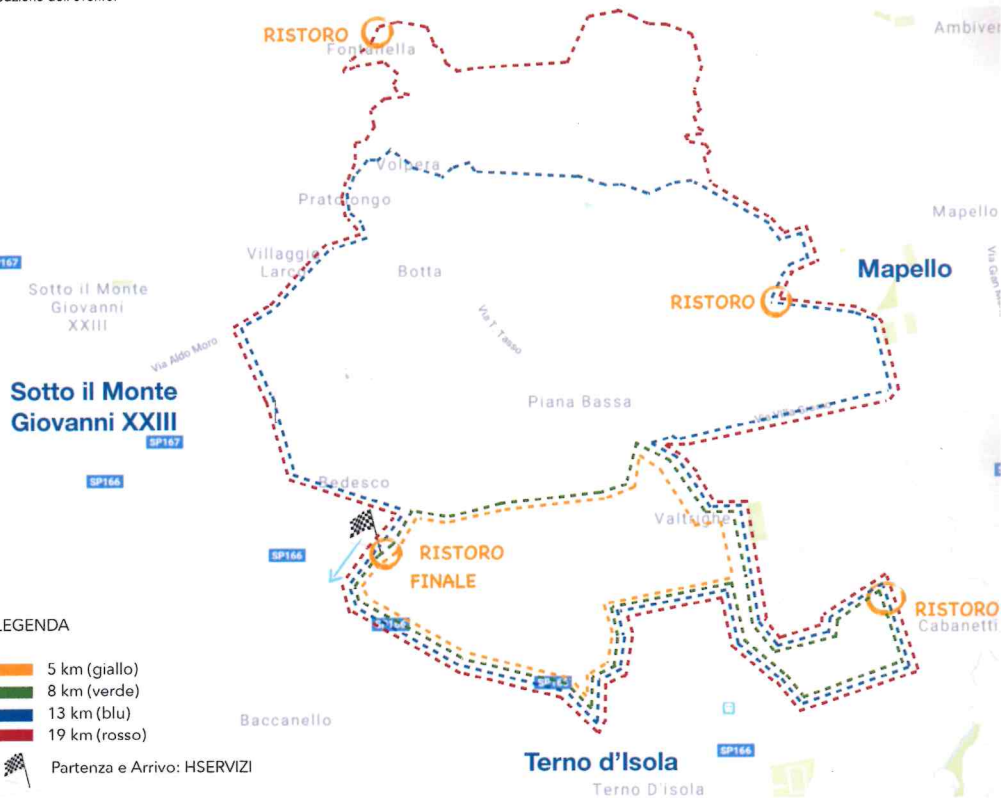 RISTORO
Fontanella
Volpera
Pratolongo
Mapello
Villaggio
Botta
Mapello
Sotto il Monte
Giovanni
XXIII
RISTORO
Via T. Tasso
Via Aldo Moro
Sotto il Monte
Giovanni XXIII
SP167
Piana Bassa
SP166
Bedesco
Valtrighe
SP166
RISTORO
FINALE
RISTORO
Cabanetti
LEGENDA
5 km (giallo)
8 km (verde)
13 km (blu)
19 km (rosso)
Partenza e Arrivo: HSERVIZI
Baccanello
Terno d'Isola
SP166
Terno D'Isola